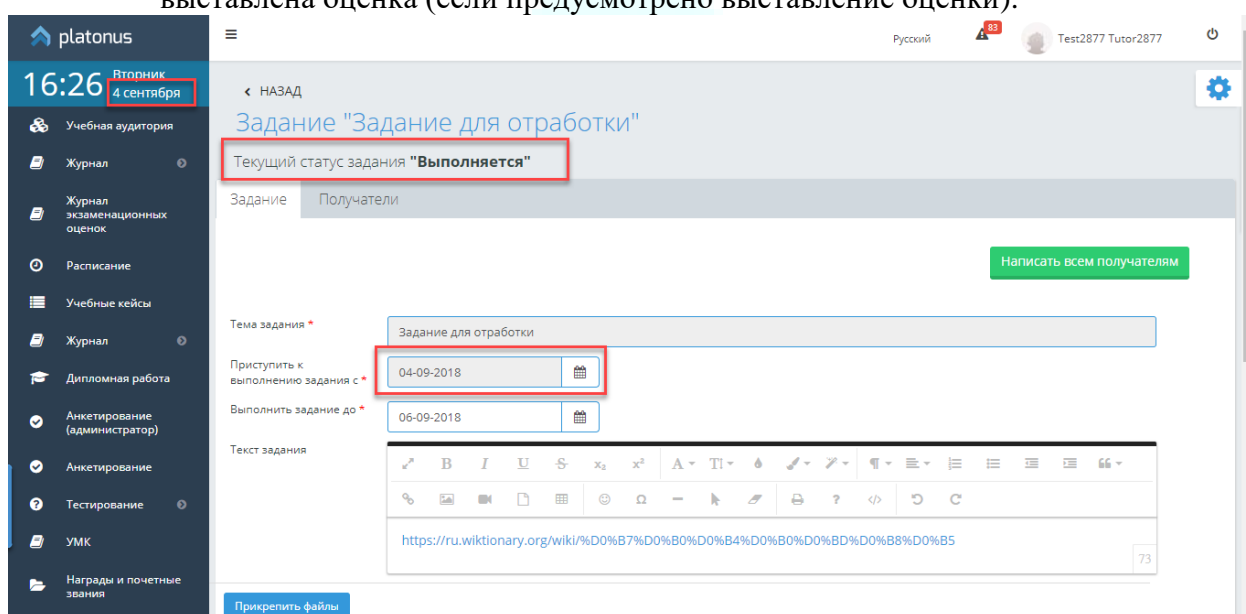 выставлена оценка (если предусмотрено выставление оценки).
platonus
Русский
83
Test2877 Tutor2877
16:26
Вторник
4 сентября
НАЗАД
Задание "Задание для отработки"
Текущий статус задания "Выполняется"
Задание Получатели
Написать всем получателям
Учебная аудитория
Журнал
Журнал
экзаменационных
оценок
Расписание
Учебные кейсы
Журнал
Дипломная работа
Анкетирование
(администратор)
Анкетирование
Тестирование
УМК
Награды и почетные
звания
Тема задания *
Задание для отработки
Приступить к
выполнению задания с *
04-09-2018
Выполнить задание до *
06-09-2018
Текст задания
B I U S x₂ x² A TI ¶
Ω ? </>
https://ru.wiktionary.org/wiki/%D0%B7%D0%B0%D0%B4%D0%B0%D0%BD%D0%B8%D0%B5
73
Прикрепить файлы